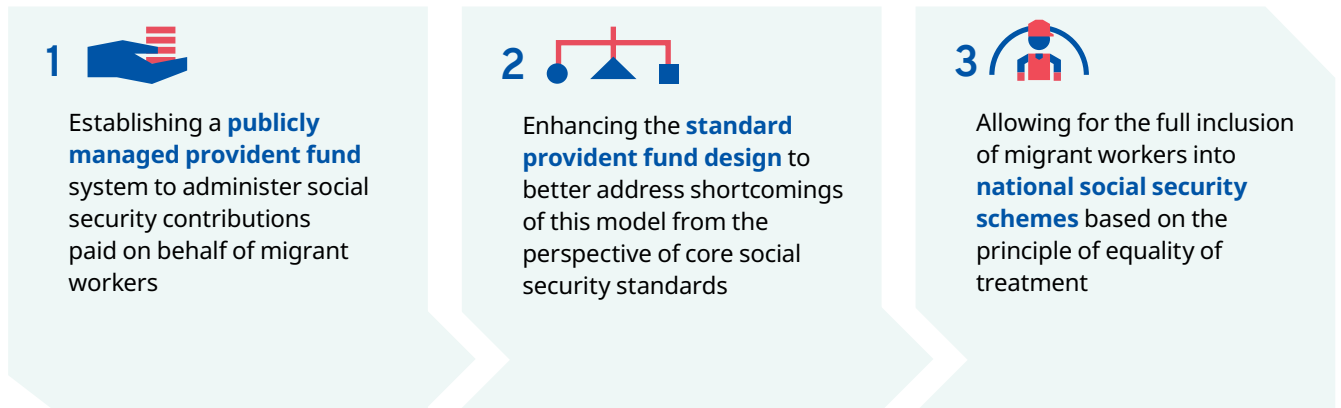 1
Establishing a publicly
managed provident fund
system to administer social
security contributions
paid on behalf of migrant
workers
2
Enhancing the standard
provident fund design to
better address shortcomings
of this model from the
perspective of core social
security standards
3
Allowing for the full inclusion
of migrant workers into
national social security
schemes based on the
principle of equality of
treatment